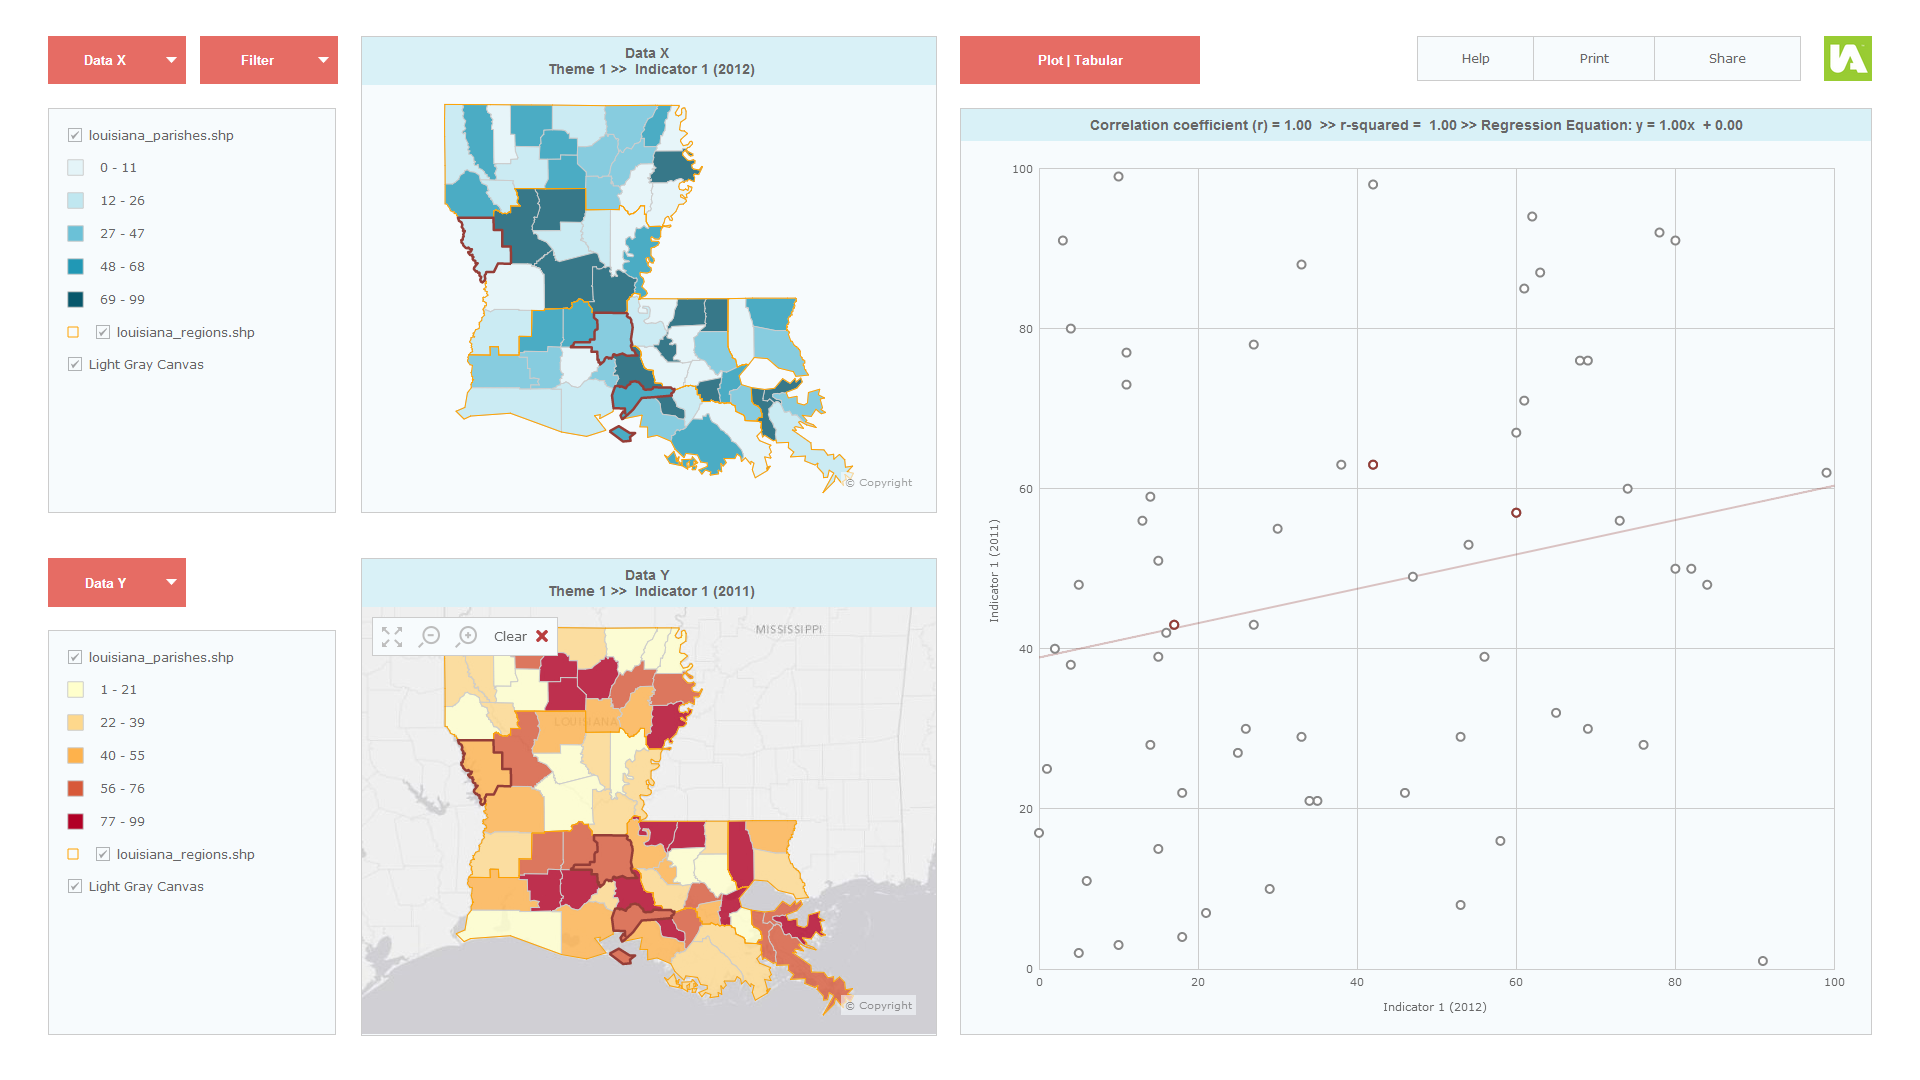 Data X
Filter
louisiana_parishes.shp
0 - 11
12 - 26
27 - 47
48 - 68
69 - 99
louisiana_regions.shp
Light Gray Canvas
Data X
Theme 1 >> Indicator 1 (2012)
© Copyright
Data Y
louisiana_parishes.shp
1 - 21
22 - 39
40 - 55
56 - 76
77 - 99
louisiana_regions.shp
Light Gray Canvas
Data Y
Theme 1 >> Indicator 1 (2011)
Clear
MISSISSIPPI
LOUISIANA
© Copyright
Plot | Tabular
Help
Print
Share
IA
Correlation coefficient (r) = 1.00 >> r-squared = 1.00 >> Regression Equation: y = 1.00x + 0.00
100
80
60
40
20
0
Indicator 1 (2011)
0
20
40
60
80
100
Indicator 1 (2012)